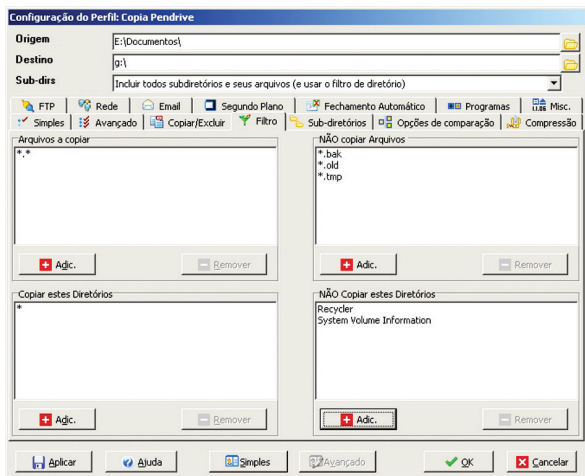 Configuração do Perfil: Copia Pendrive
Origem E:\Documentos\
Destino g:\
Sub-dirs Incluir todos subdiretórios e seus arquivos (e usar o filtro de diretório)
FTP Rede Email Segundo Plano Fechamento Automático Programas Misc.
Simples Avançado Copiar/Excluir Filtro Sub-diretórios Opções de comparação Compressão
Arquivos a copiar
*.*
Adic. Remover
NÃO copiar Arquivos
*.bak
*.old
*.tmp
Adic. Remover
Copiar estes Diretórios
*
Adic. Remover
NÃO Copiar estes Diretórios
Recycler
System Volume Information
Adic. Remover
Aplicar Ajuda Simples Avançado OK Cancelar